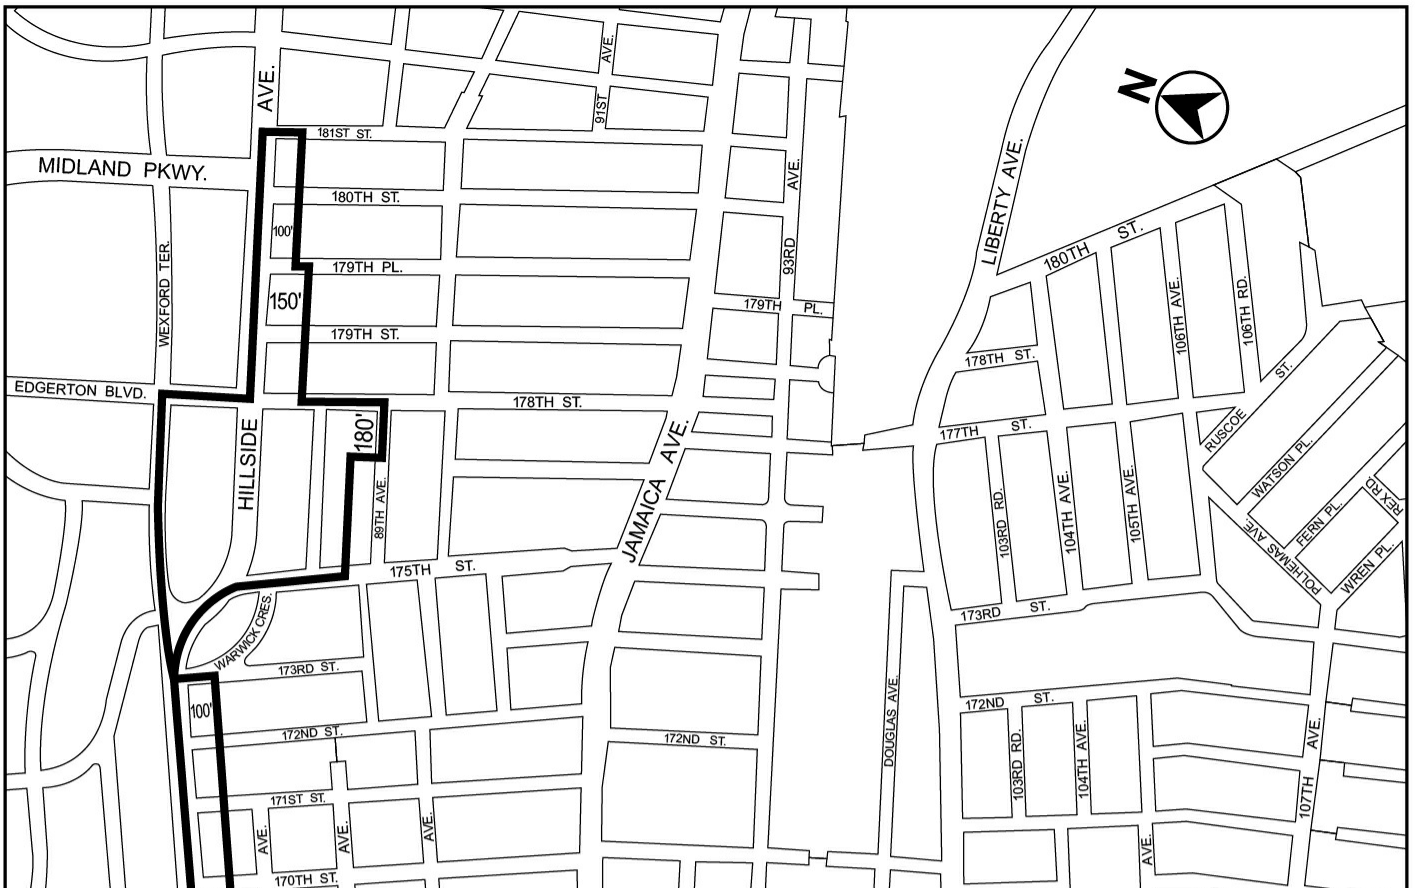 AVE.
91ST
AVE.
N
181ST ST.
MIDLAND PKWY.
180TH ST.
93RD
AVE.
LIBERTY AVE.
180TH ST.
100'
WEXFORD TER.
179TH PL.
150'
179TH PL.
106TH AVE.
106TH RD.
179TH ST.
178TH ST.
EDGERTON BLVD.
178TH ST.
RUSCOE ST.
HILLSIDE
180'
JAMAICA AVE.
177TH ST.
WATSON PL.
89TH AVE.
103RD RD.
104TH AVE.
105TH AVE.
FERN PL.
REX RD.
POLHEMAS AVE.
WREN PL.
175TH ST.
WARWICK CRES.
173RD ST.
173RD ST.
100'
172ND ST.
172ND ST.
172ND ST.
DOUGLAS AVE.
103RD RD.
104TH AVE.
107TH AVE.
171ST ST.
AVE.
AVE.
AVE.
AVE.
170TH ST.